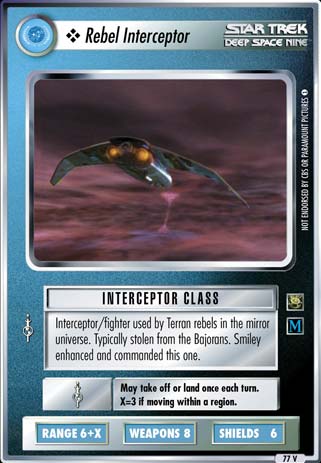 ❖ Rebel Interceptor
STAR TREK
DEEP SPACE NINE
NOT ENDORSED BY CBS OR PARAMOUNT PICTURES
INTERCEPTOR CLASS
Interceptor/fighter used by Terran rebels in the mirror
universe. Typically stolen from the Bajorans. Smiley
enhanced and commanded this one.
M
May take off or land once each turn.
X=3 if moving within a region.
RANGE 6+X WEAPONS 8 SHIELDS 6
77 V